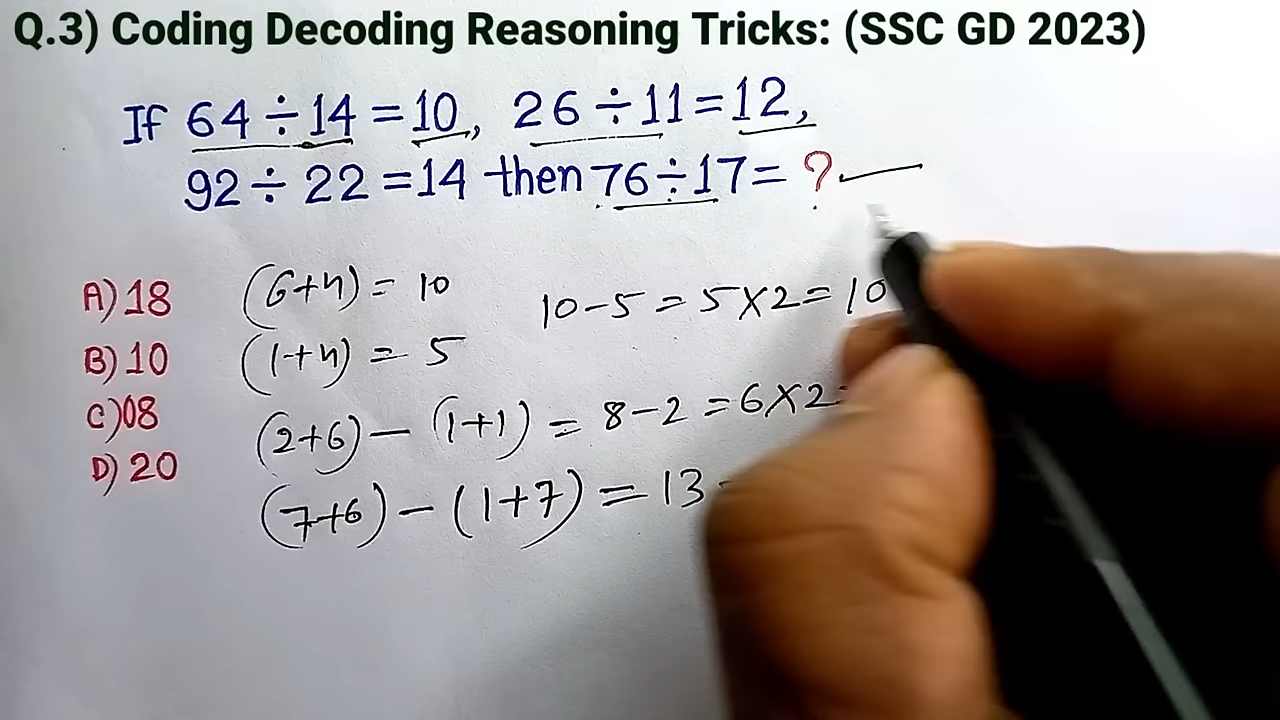 Q.3) Coding Decoding Reasoning Tricks: (SSC GD 2023)
If 64 ÷ 14 = 10, 26 ÷ 11 = 12,
92 ÷ 22 = 14 then 76 ÷ 17 = ?
A) 18
B) 10
C) 08
D) 20
(6+4) = 10
(1+4) = 5
10-5 = 5×2 = 10
(2+6) - (1+1) = 8-2 = 6×2
(7+6) - (1+7) = 13